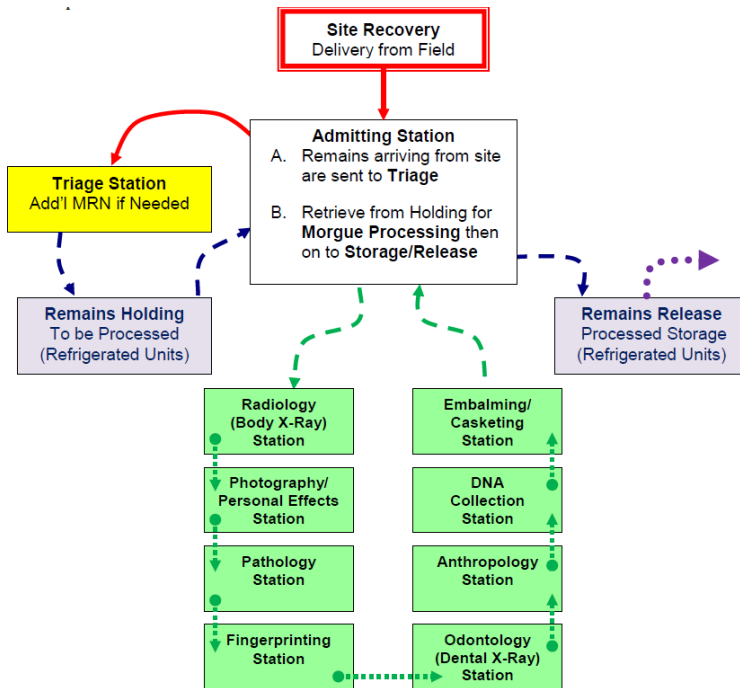 Site Recovery
Delivery from Field
Admitting Station
A. Remains arriving from site
are sent to Triage
B. Retrieve from Holding for
Morgue Processing then
on to Storage/Release
Triage Station
Add'l MRN if Needed
Remains Holding
To be Processed
(Refrigerated Units)
Remains Release
Processed Storage
(Refrigerated Units)
Radiology
(Body X-Ray)
Station
Photography/
Personal Effects
Station
Pathology
Station
Fingerprinting
Station
Odontology
(Dental X-Ray)
Station
Anthropology
Station
DNA
Collection
Station
Embalming/
Casketing
Station